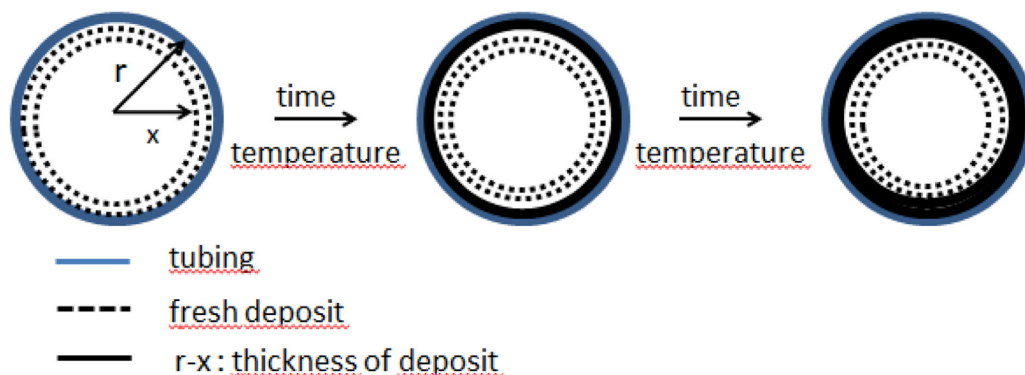 r
x
time
temperature
time
temperature
tubing
fresh deposit
r-x : thickness of deposit